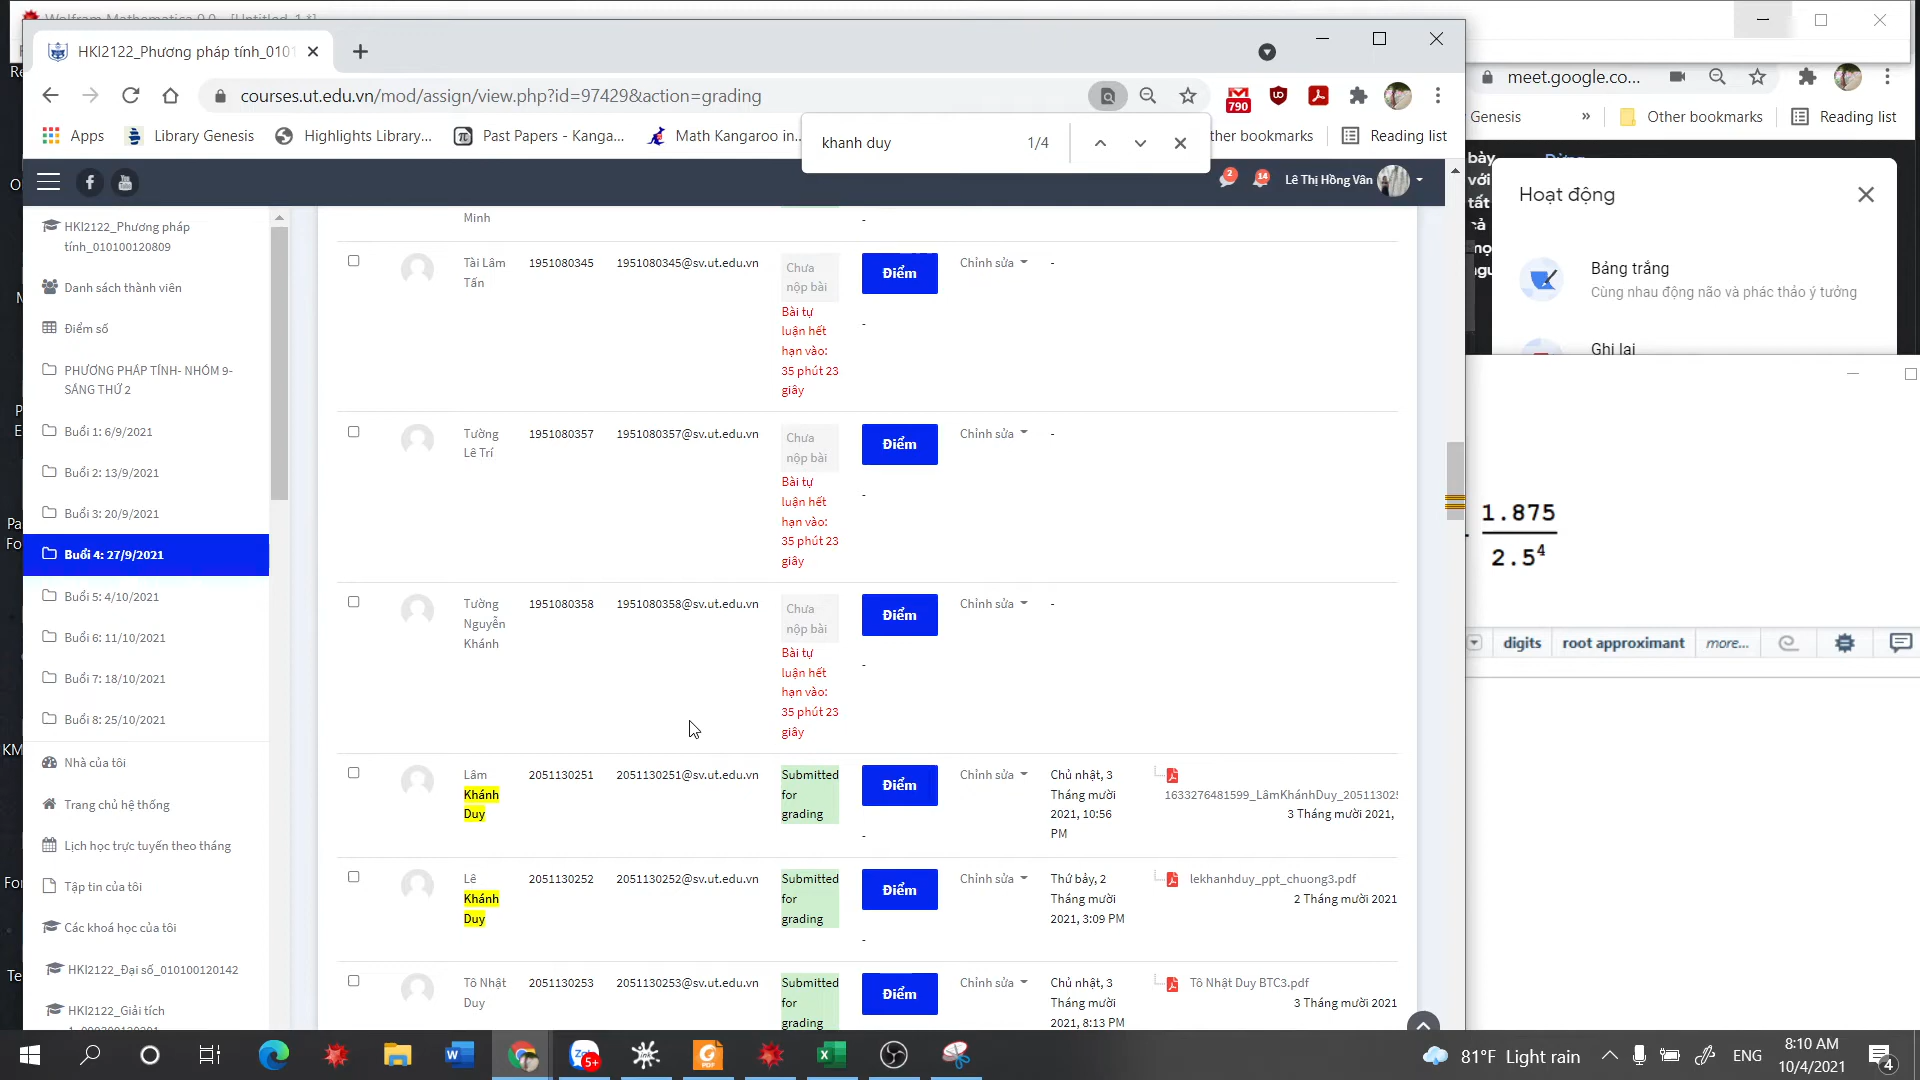 Wolfram Mathematica 9.0 - [Untitled-1 *]
HKI2122_Phương pháp tính_0101
courses.ut.edu.vn/mod/assign/view.php?id=97429&action=grading
790
Apps
Library Genesis
Highlights Library...
Past Papers - Kanga...
Math Kangaroo in...
ther bookmarks
Reading list
khanh duy
1/4
2
14
Lê Thị Hồng Vân
HKI2122_Phương pháp
tính_010100120809
Danh sách thành viên
Điểm số
PHƯƠNG PHÁP TÍNH- NHÓM 9-
SÁNG THỨ 2
Buổi 1: 6/9/2021
Buổi 2: 13/9/2021
Buổi 3: 20/9/2021
Buổi 4: 27/9/2021
Buổi 5: 4/10/2021
Buổi 6: 11/10/2021
Buổi 7: 18/10/2021
Buổi 8: 25/10/2021
Nhà của tôi
Trang chủ hệ thống
Lịch học trực tuyến theo tháng
Tập tin của tôi
Các khoá học của tôi
HKI2122_Đại số_010100120142
HKI2122_Giải tích
Minh
-
Tài Lâm
Tấn
1951080345
1951080345@sv.ut.edu.vn
Chưa
nộp bài
Bài tự
luận hết
hạn vào:
35 phút 23
giây
Điểm
-
Chỉnh sửa
-
Tường
Lê Trí
1951080357
1951080357@sv.ut.edu.vn
Chưa
nộp bài
Bài tự
luận hết
hạn vào:
35 phút 23
giây
Điểm
-
Chỉnh sửa
-
Tường
Nguyễn
Khánh
1951080358
1951080358@sv.ut.edu.vn
Chưa
nộp bài
Bài tự
luận hết
hạn vào:
35 phút 23
giây
Điểm
-
Chỉnh sửa
-
Lâm
Khánh
Duy
2051130251
2051130251@sv.ut.edu.vn
Submitted
for
grading
Điểm
-
Chỉnh sửa
Chủ nhật, 3
Tháng mười
2021, 10:56
PM
1633276481599_LâmKhánhDuy_205113025
3 Tháng mười 2021,
Lê
Khánh
Duy
2051130252
2051130252@sv.ut.edu.vn
Submitted
for
grading
Điểm
-
Chỉnh sửa
Thứ bảy, 2
Tháng mười
2021, 3:09 PM
lekhanhduy_ppt_chuong3.pdf
2 Tháng mười 2021
Tô Nhật
Duy
2051130253
2051130253@sv.ut.edu.vn
Submitted
for
grading
Điểm
Chỉnh sửa
Chủ nhật, 3
Tháng mười
2021, 8:13 PM
Tô Nhật Duy BTC3.pdf
3 Tháng mười 2021
meet.google.co...
Genesis
»
Other bookmarks
Reading list
bày
với
tất
Hoạt động
Bảng trắng
Cùng nhau động não và phác thảo ý tưởng
Ghi lại
1.875
2.5⁴
digits
root approximant
more...
KM
5+
81°F Light rain
ENG
8:10 AM
10/4/2021
4